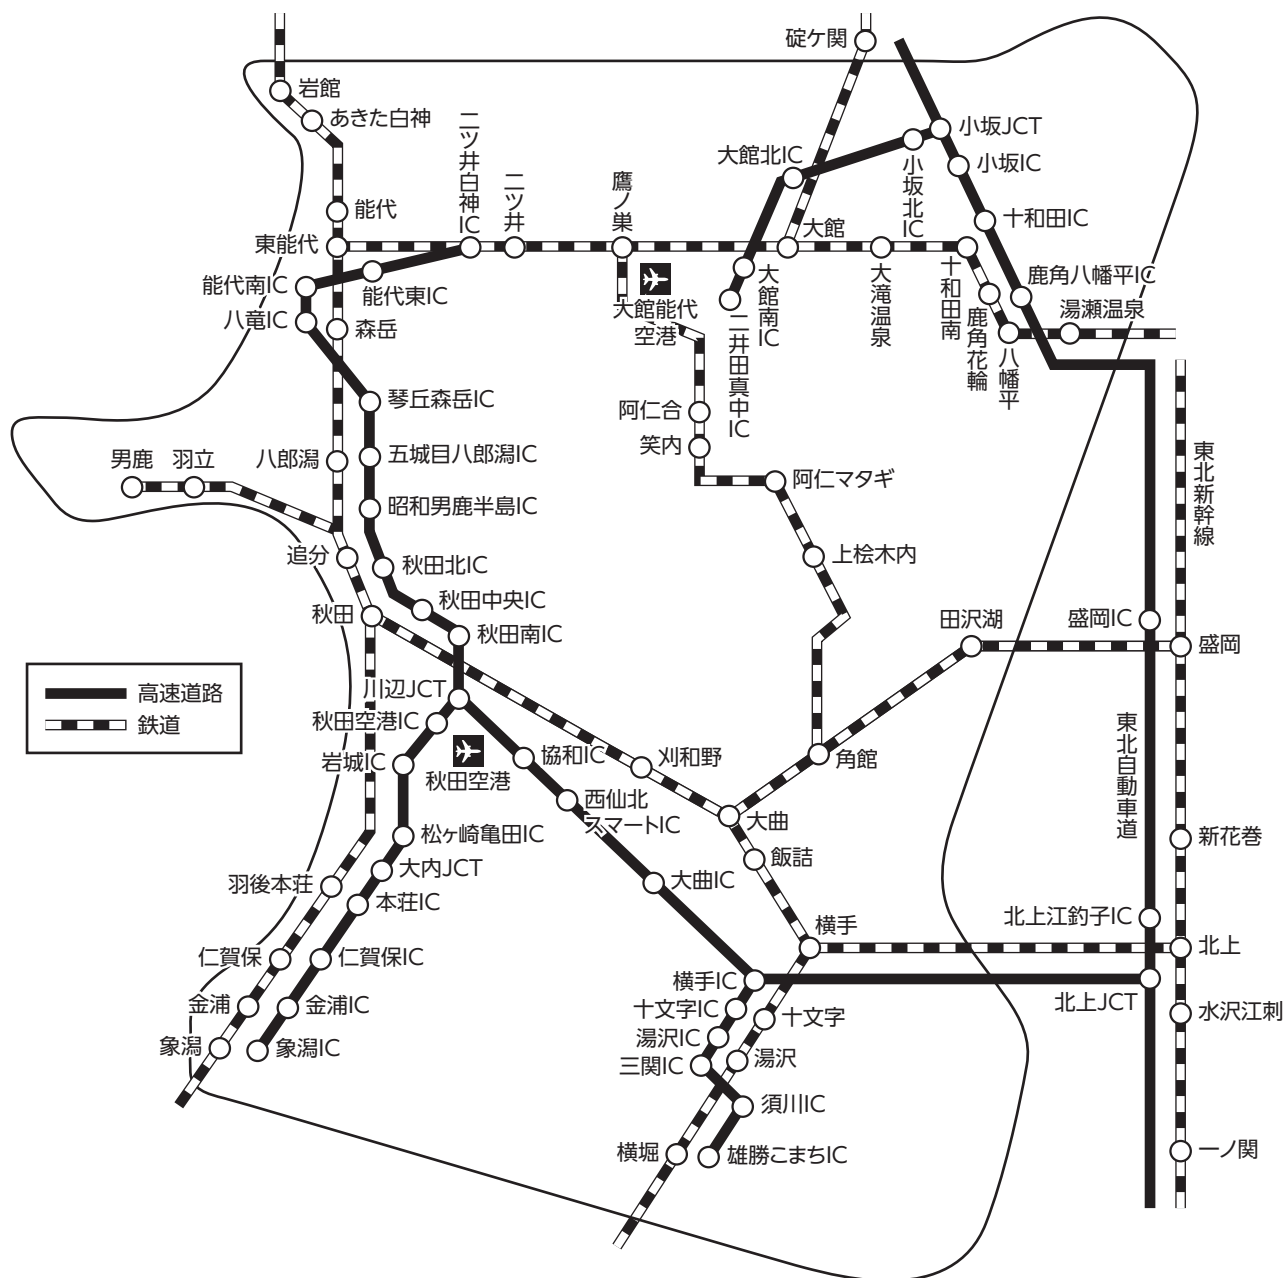 碇ケ関
岩館
あきた白神
二ツ井白神IC
二ツ井
鷹ノ巣
大館北IC
小坂JCT
小坂北IC
小坂IC
十和田IC
能代
東能代
大館
能代南IC
能代東IC
大館能代
空港
大館南IC
二井田真中IC
大滝温泉
十和田南
鹿角花輪
鹿角八幡平IC
八幡平
湯瀬温泉
八竜IC
森岳
琴丘森岳IC
阿仁合
笑内
男鹿
羽立
八郎潟
五城目八郎潟IC
阿仁マタギ
東北新幹線
昭和男鹿半島IC
追分
秋田北IC
上桧木内
秋田
秋田中央IC
秋田南IC
田沢湖
盛岡IC
盛岡
高速道路
鉄道
川辺JCT
秋田空港IC
岩城IC
秋田空港
協和IC
刈和野
角館
東北自動車道
西仙北
スマートIC
大曲
松ヶ崎亀田IC
新花巻
飯詰
大内JCT
大曲IC
羽後本荘
本荘IC
横手
北上江釣子IC
北上
仁賀保
仁賀保IC
横手IC
北上JCT
金浦
金浦IC
十文字IC
十文字
水沢江刺
象潟
象潟IC
湯沢IC
三関IC
湯沢
須川IC
横堀
雄勝こまちIC
一ノ関